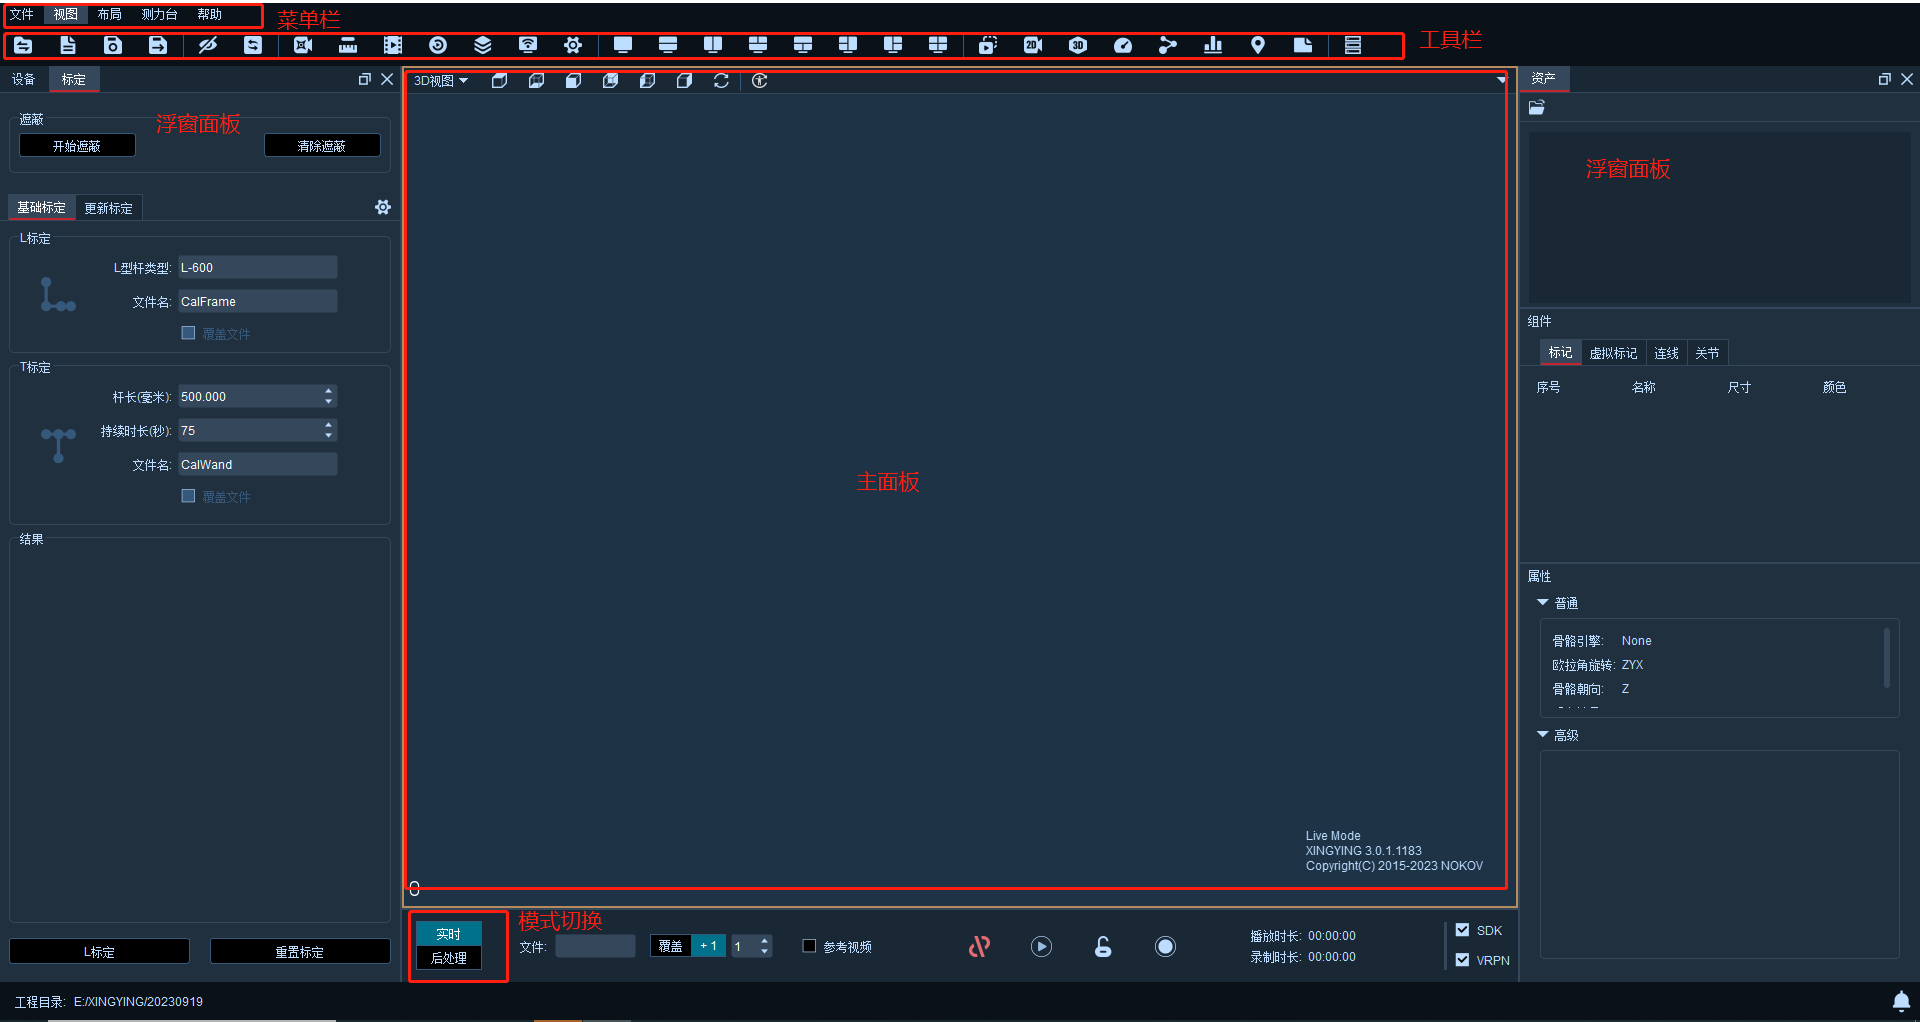 文件 视图 布局 测力台 帮助 菜单栏
工具栏
设备 标定
3D视图
资产
遮蔽
浮窗面板
开始遮蔽 清除遮蔽
浮窗面板
基础标定 更新标定
L标定
L型杆类型: L-600
文件名: CalFrame
覆盖文件
T标定
杆长(毫米): 500.000
持续时长(秒): 75
文件名: CalWand
覆盖文件
结果
L标定 重置标定
主面板
Live Mode
XINGYING 3.0.1.1183
Copyright(C) 2015-2023 NOKOV
0
组件
标记 虚拟标记 连线 关节
序号 名称 尺寸 颜色
属性
普通
骨骼引擎: None
欧拉角旋转: ZYX
骨骼朝向: Z
高级
模式切换
实时
后处理
文件: 覆盖 +1 1 参考视频
播放时长: 00:00:00
录制时长: 00:00:00
SDK
VRPN
工程目录: E:/XINGYING/20230919